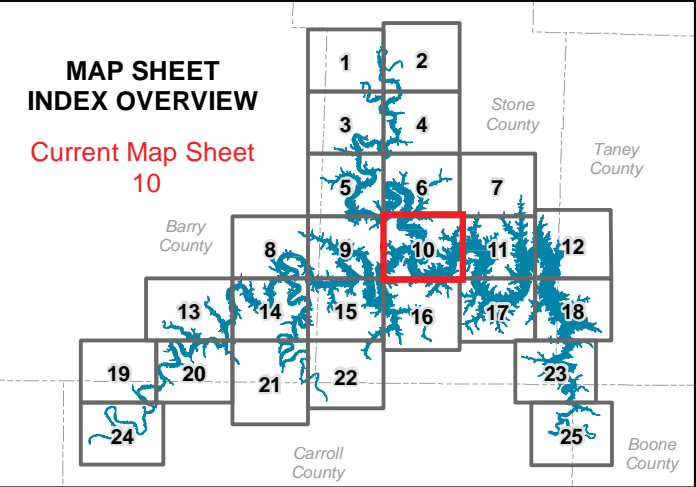 MAP SHEET
INDEX OVERVIEW
Current Map Sheet
10
1
2
3
4
Stone
County
Taney
County
5
6
7
Barry
County
8
9
10
11
12
13
14
15
16
17
18
19
20
21
22
23
24
25
Carroll
County
Boone
County